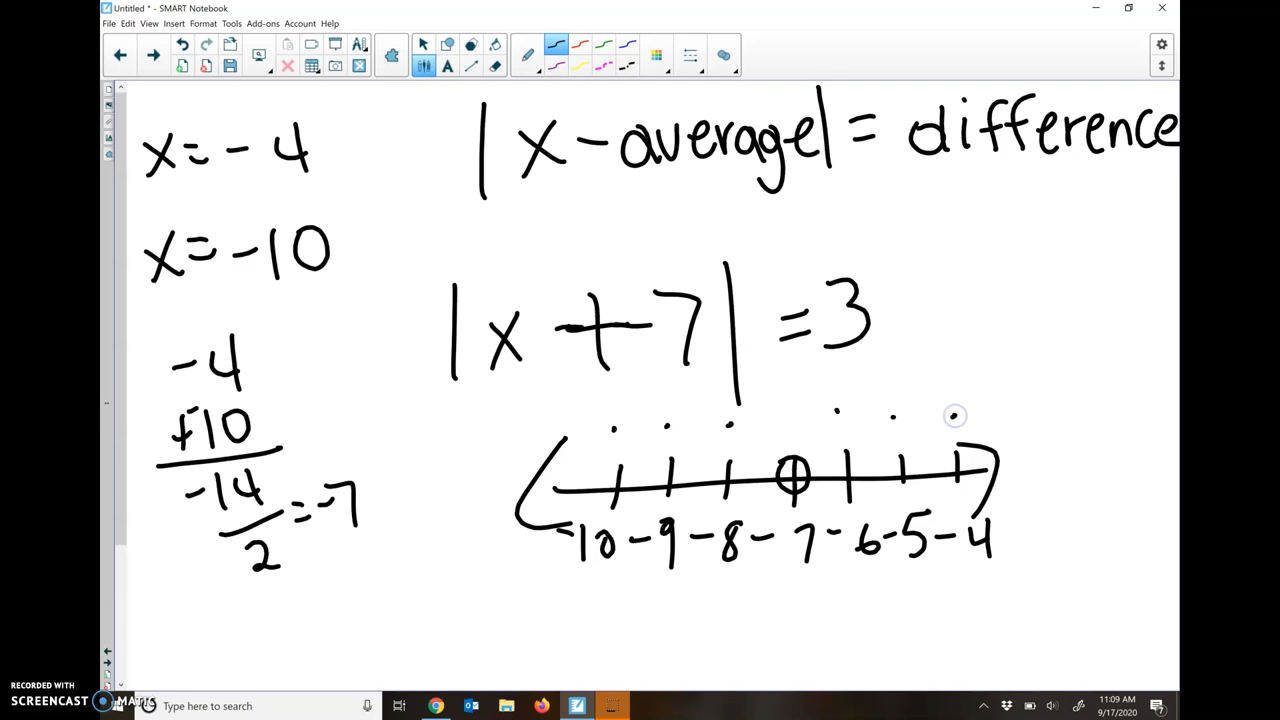 Untitled * - SMART Notebook
File Edit View Insert Format Tools Add-ons Account Help
x=-4
|x-average|= difference
x=-10
|x+7|=3
-4
+-10
-14
/2=-7
-10 -9 -8 -7 -6 -5 -4
RECORDED WITH
SCREENCAST MATIC
Type here to search
11:09 AM
9/17/2020
7